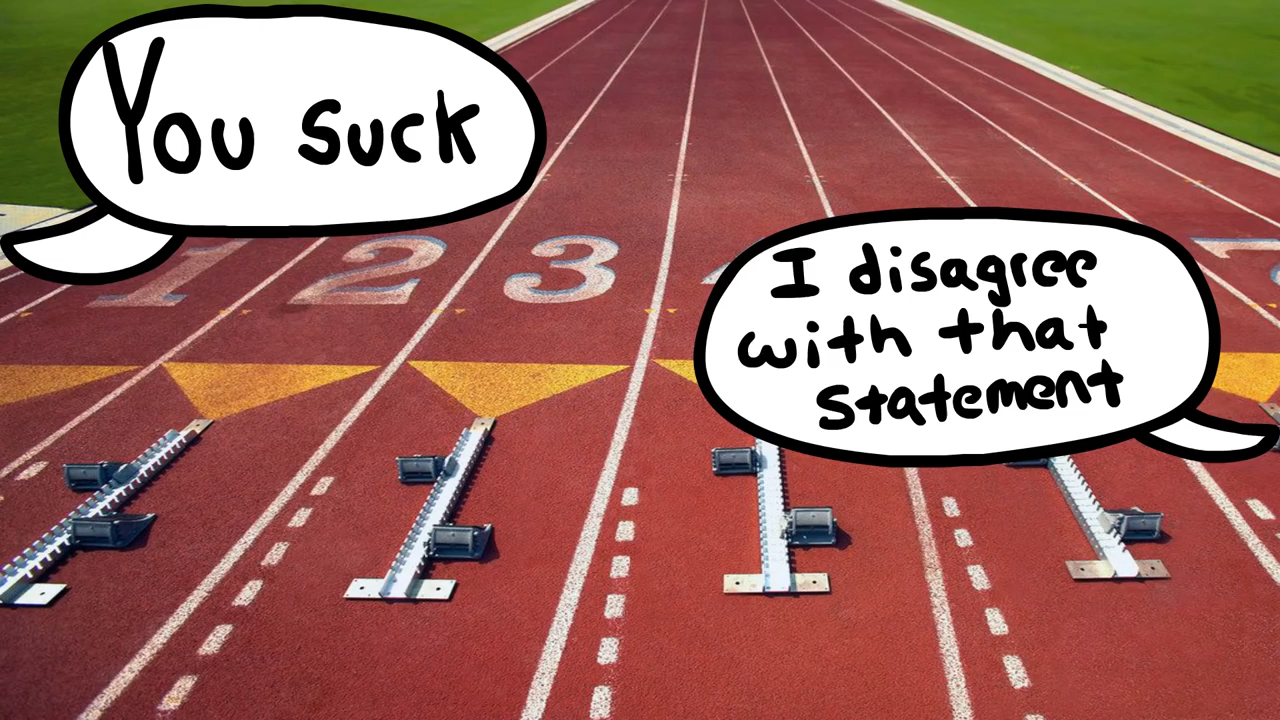 You suck
I disagree
with that
statement
1 2 3